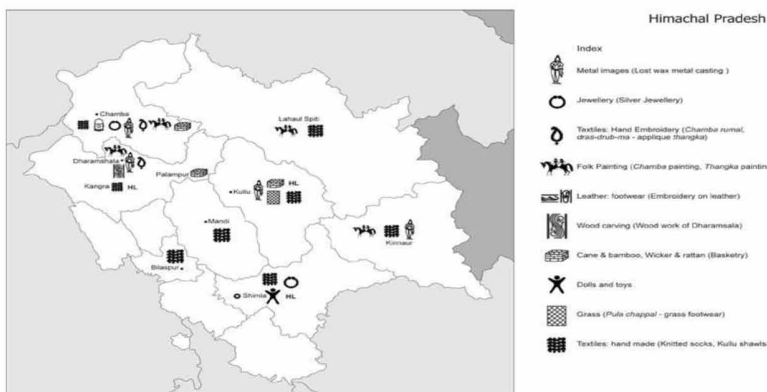 Himachal Pradesh
Index
Metal images (Lost wax metal casting )
Jewellery (Silver Jewellery)
Textiles: Hand Embroidery (Chamba rumal,
dras-drub-ma - applique thangka)
Folk Painting (Chamba painting, Thangka paintin
Leather: footwear (Embroidery on leather)
Wood carving (Wood work of Dharamsala)
Cane & bamboo, Wicker & rattan (Basketry)
Dolls and toys
Grass (Pula chappal - grass footwear)
Textiles: hand made (Knitted socks, Kullu shawls
Chamba
Lahaul Spiti
Dharamshala
Palampur
Kangra HL
Kullu HL
Mandi
Kinnaur
Bilaspur
Shimla HL